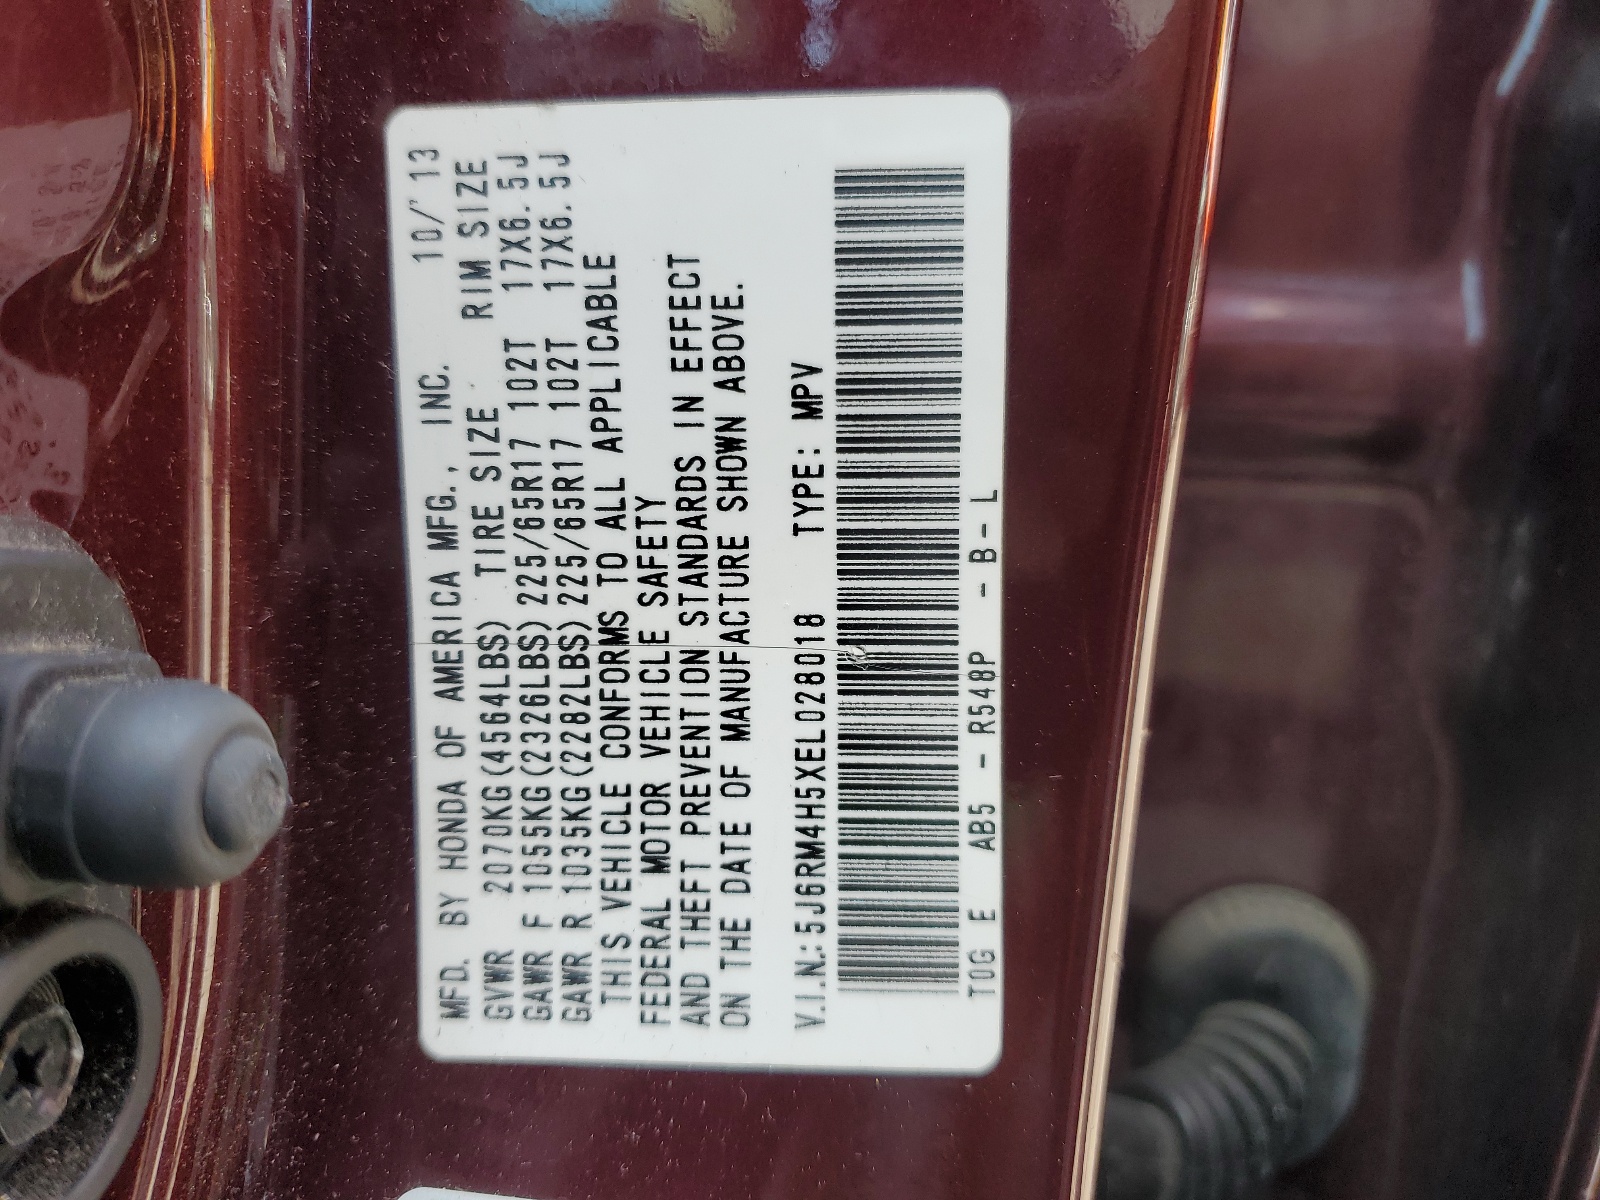 MFD. BY HONDA OF AMERICA MFG., INC. 10/'13
GVWR 2070KG(4564LBS) TIRE SIZE RIM SIZE
GAWR F 1055KG(2326LBS) 225/65R17 102T 17X6.5J
GAWR R 1035KG(2282LBS) 225/65R17 102T 17X6.5J
THIS VEHICLE CONFORMS TO ALL APPLICABLE
FEDERAL MOTOR VEHICLE SAFETY
AND THEFT PREVENTION STANDARDS IN EFFECT
ON THE DATE OF MANUFACTURE SHOWN ABOVE.
V.I.N.:5J6RM4H5XEL028018 TYPE: MPV
T0G E AB5 - R548P - B - L